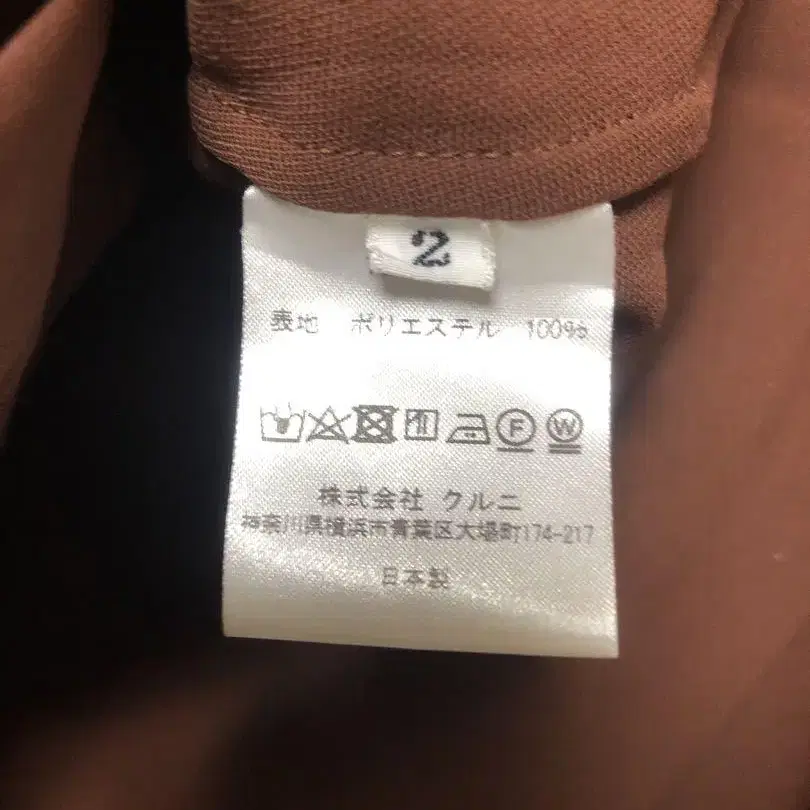 2
表地 ポリエステル 100%
F W
株式会社 クルニ
神奈川県横浜市青葉区大場町174-217
日本製